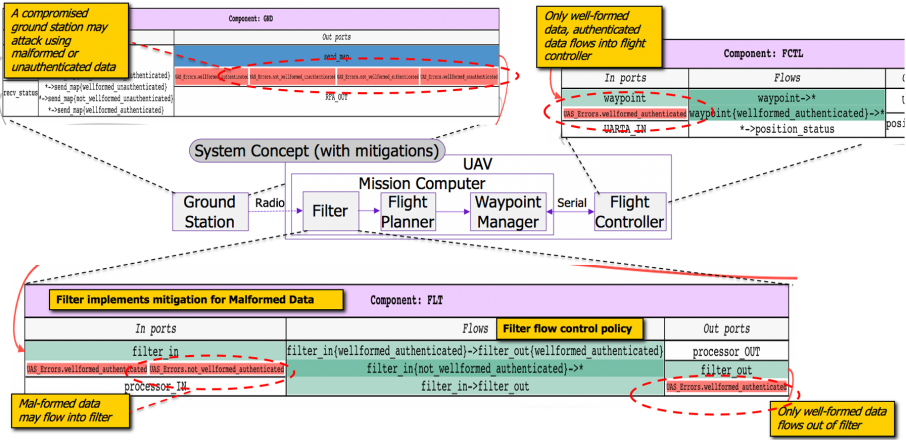 A compromised
ground station may
attack using
malformed or
unauthenticated data
Component: GND
Out ports
send_map
UAS_Errors.wellformed_authenticated UAS_Errors.not_wellformed_unauthenticated UAS_Errors.not_wellformed_authenticated UAS_Errors.wellformed_unauthenticated
*->send_map{wellformed_unauthenticated}
recv_status
*->send_map{not_wellformed_unauthenticated}
*->send_map{not_wellformed_authenticated}
RFA_OUT
Only well-formed
data, authenticated
data flows into flight
controller
Component: FCTL
In ports
Flows
waypoint
waypoint->*
UAS_Errors.wellformed_authenticated
waypoint{wellformed_authenticated}->*
UARTA_IN
*->position_status
System Concept (with mitigations)
UAV
Mission Computer
Ground
Station
Radio
Filter
Flight
Planner
Waypoint
Manager
Serial
Flight
Controller
Filter implements mitigation for Malformed Data
Component: FLT
In ports
Flows
Filter flow control policy
Out ports
filter_in
filter_in{wellformed_authenticated}->filter_out{wellformed_authenticated}
processor_OUT
UAS_Errors.wellformed_authenticated UAS_Errors.not_wellformed_authenticated
filter_in{not_wellformed_authenticated}->*
filter_out
processor_IN
filter_in->filter_out
UAS_Errors.wellformed_authenticated
Mal-formed data
may flow into filter
Only well-formed data
flows out of filter